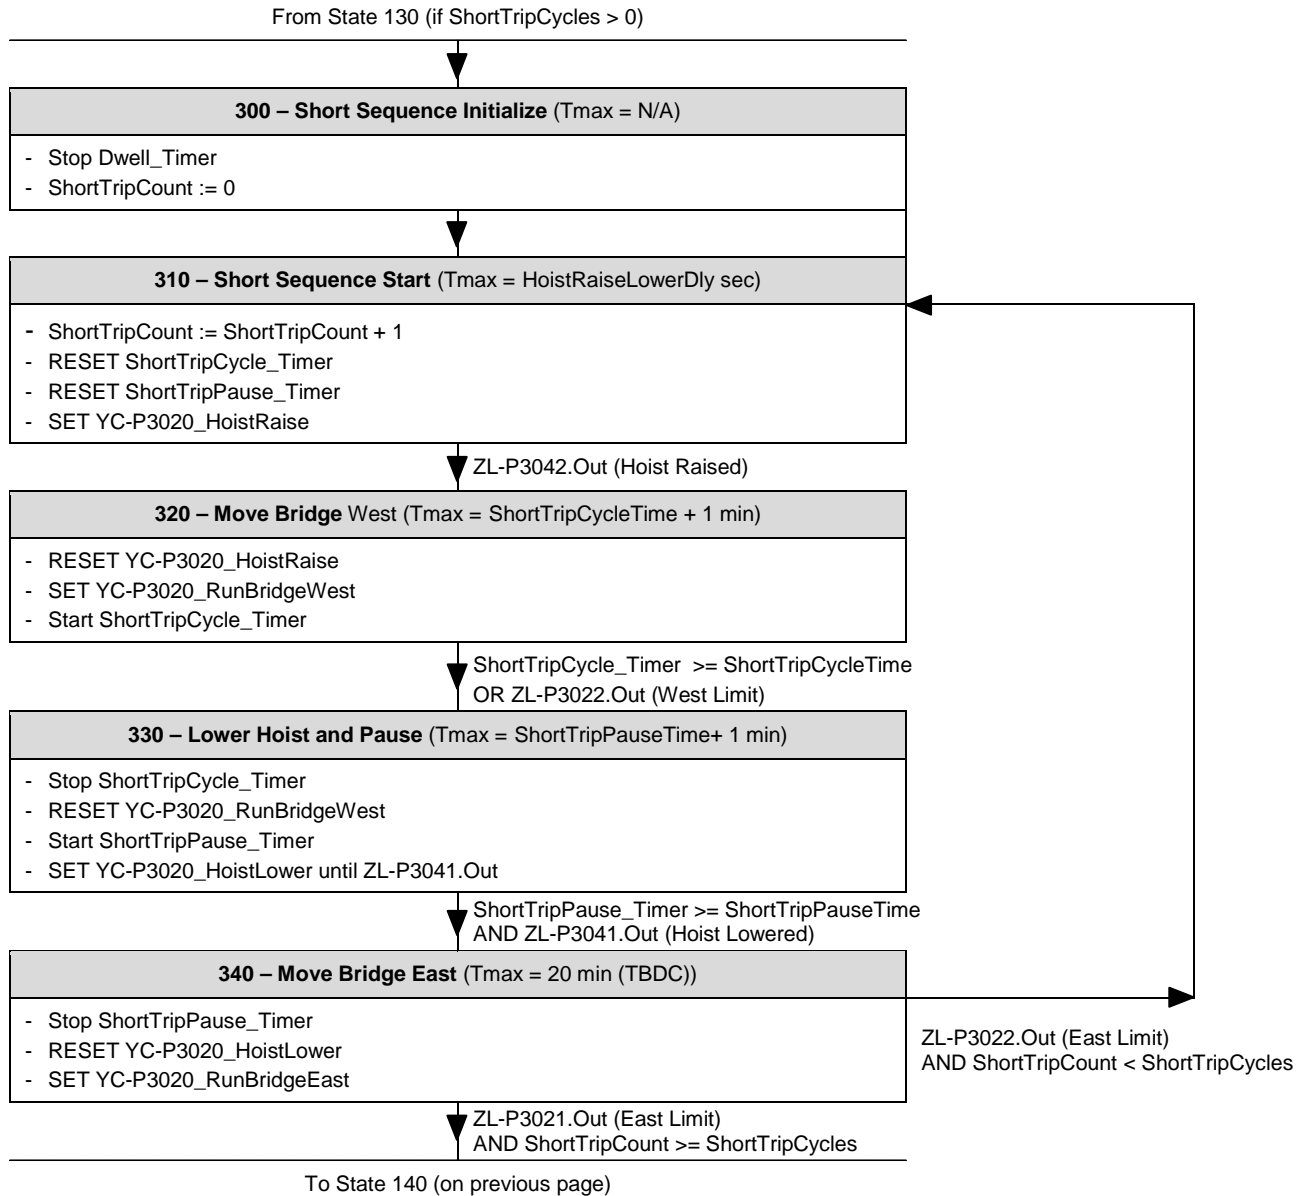 From State 130 (if ShortTripCycles > 0)
300 – Short Sequence Initialize (Tmax = N/A)
- Stop Dwell_Timer
- ShortTripCount := 0
310 – Short Sequence Start (Tmax = HoistRaiseLowerDly sec)
- ShortTripCount := ShortTripCount + 1
- RESET ShortTripCycle_Timer
- RESET ShortTripPause_Timer
- SET YC-P3020_HoistRaise
ZL-P3042.Out (Hoist Raised)
320 – Move Bridge West (Tmax = ShortTripCycleTime + 1 min)
- RESET YC-P3020_HoistRaise
- SET YC-P3020_RunBridgeWest
- Start ShortTripCycle_Timer
ShortTripCycle_Timer >= ShortTripCycleTime
OR ZL-P3022.Out (West Limit)
330 – Lower Hoist and Pause (Tmax = ShortTripPauseTime+ 1 min)
- Stop ShortTripCycle_Timer
- RESET YC-P3020_RunBridgeWest
- Start ShortTripPause_Timer
- SET YC-P3020_HoistLower until ZL-P3041.Out
ShortTripPause_Timer >= ShortTripPauseTime
AND ZL-P3041.Out (Hoist Lowered)
340 – Move Bridge East (Tmax = 20 min (TBDC))
- Stop ShortTripPause_Timer
- RESET YC-P3020_HoistLower
- SET YC-P3020_RunBridgeEast
ZL-P3022.Out (East Limit)
AND ShortTripCount < ShortTripCycles
ZL-P3021.Out (East Limit)
AND ShortTripCount >= ShortTripCycles
To State 140 (on previous page)